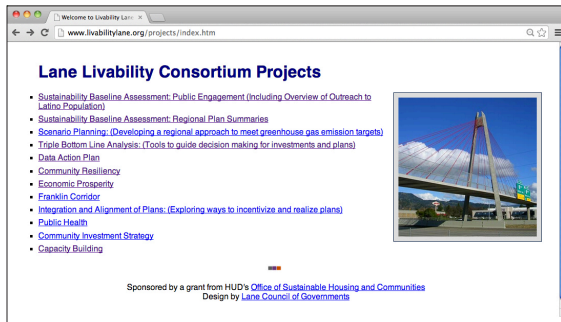 Welcome to Livability Lane
www.livabilitylane.org/projects/index.htm
Lane Livability Consortium Projects
Sustainability Baseline Assessment: Public Engagement (Including Overview of Outreach to
Latino Population)
Sustainability Baseline Assessment: Regional Plan Summaries
Scenario Planning: (Developing a regional approach to meet greenhouse gas emission targets)
Triple Bottom Line Analysis: (Tools to guide decision making for investments and plans)
Data Action Plan
Community Resiliency
Economic Prosperity
Franklin Corridor
Integration and Alignment of Plans: (Exploring ways to incentivize and realize plans)
Public Health
Community Investment Strategy
Capacity Building
Sponsored by a grant from HUD's Office of Sustainable Housing and Communities
Design by Lane Council of Governments